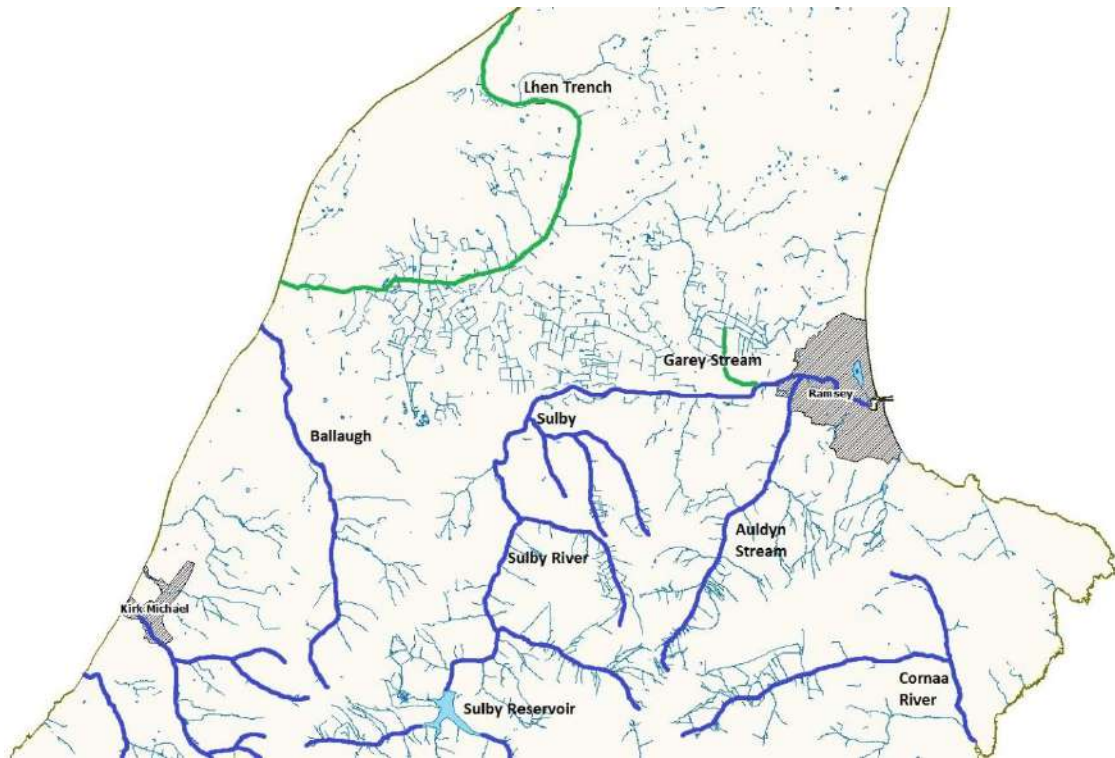 Lhen Trench
Garey Stream
Ramsey
Sulby
Ballaugh
Auldyn
Stream
Sulby River
Kirk Michael
Cornaa
River
Sulby Reservoir